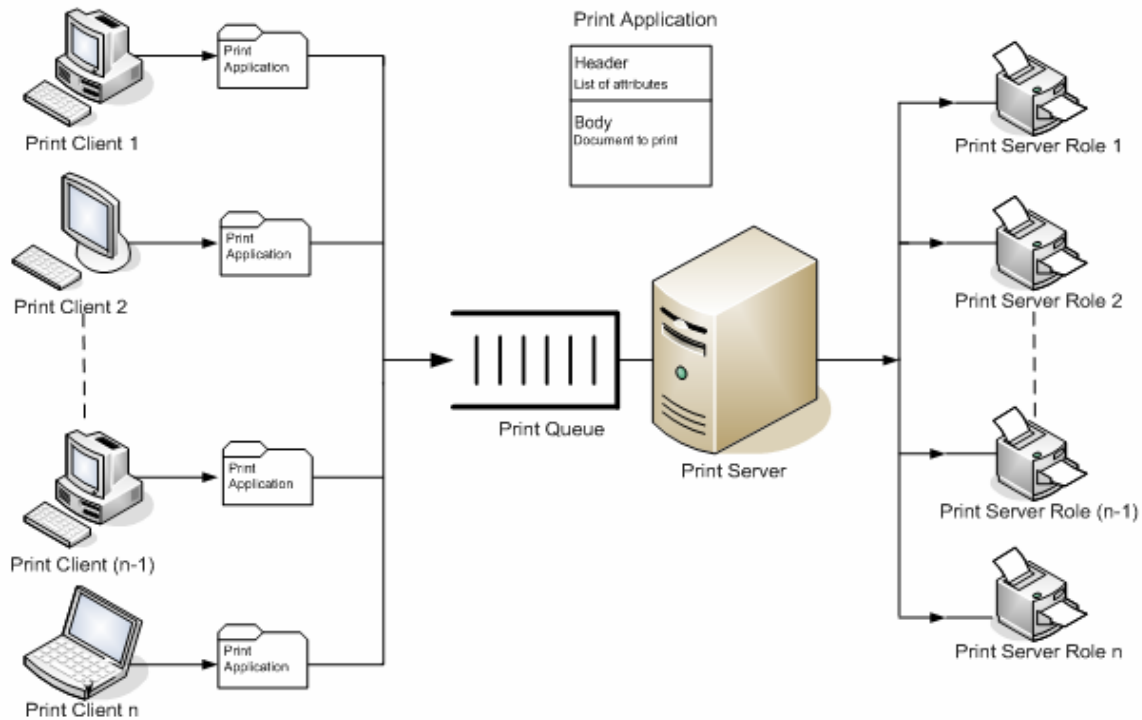 Print Application
Header
List of attributes
Body
Document to print
Print
Application
Print Client 1
Print
Application
Print Client 2
Print
Application
Print Client (n-1)
Print
Application
Print Client n
Print Queue
Print Server
Print Server Role 1
Print Server Role 2
Print Server Role (n-1)
Print Server Role n